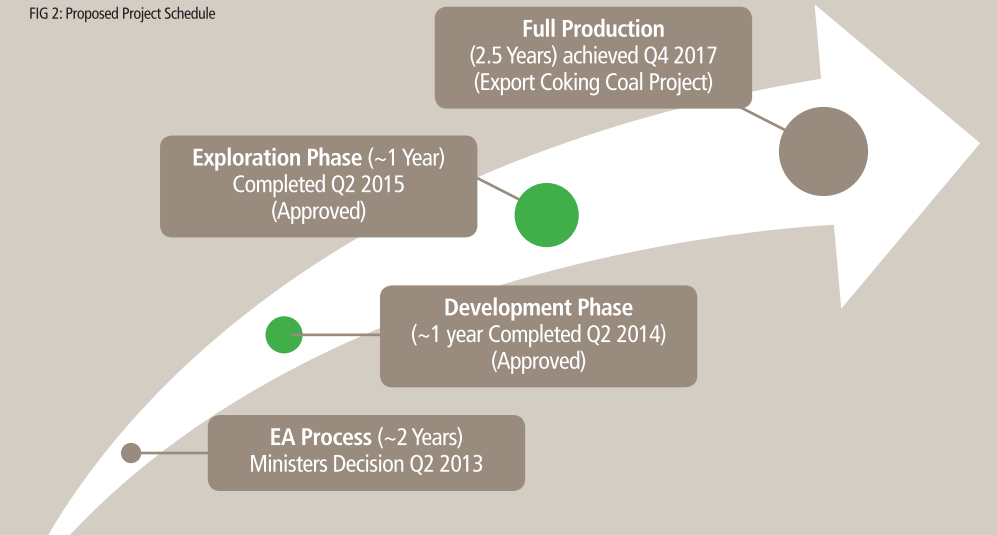 FIG 2: Proposed Project Schedule
Full Production
(2.5 Years) achieved Q4 2017
(Export Coking Coal Project)
Exploration Phase (~1 Year)
Completed Q2 2015
(Approved)
Development Phase
(~1 year Completed Q2 2014)
(Approved)
EA Process (~2 Years)
Ministers Decision Q2 2013